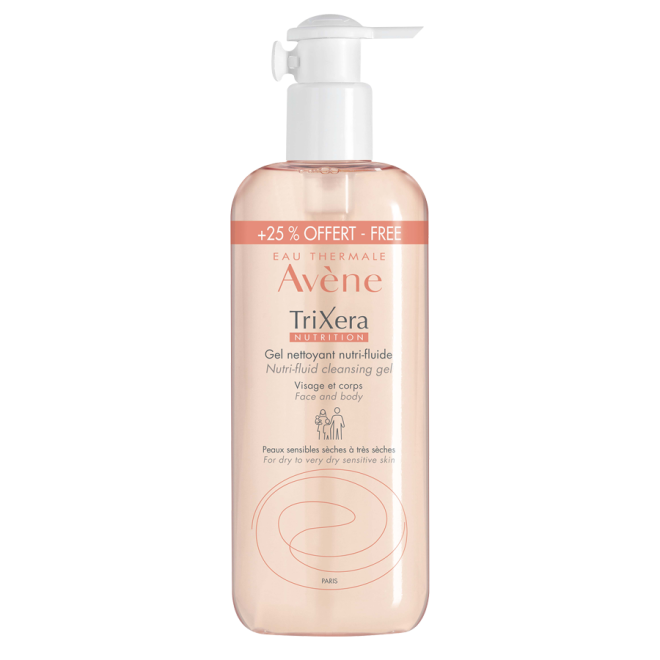 +25 % OFFERT - FREE
EAU THERMALE
Avène
TriXera
NUTRITION
Gel nettoyant nutri-fluide
Nutri-fluid cleansing gel
Visage et corps
Face and body
Peaux sensibles sèches à très sèches
For dry to very dry sensitive skin
PARIS